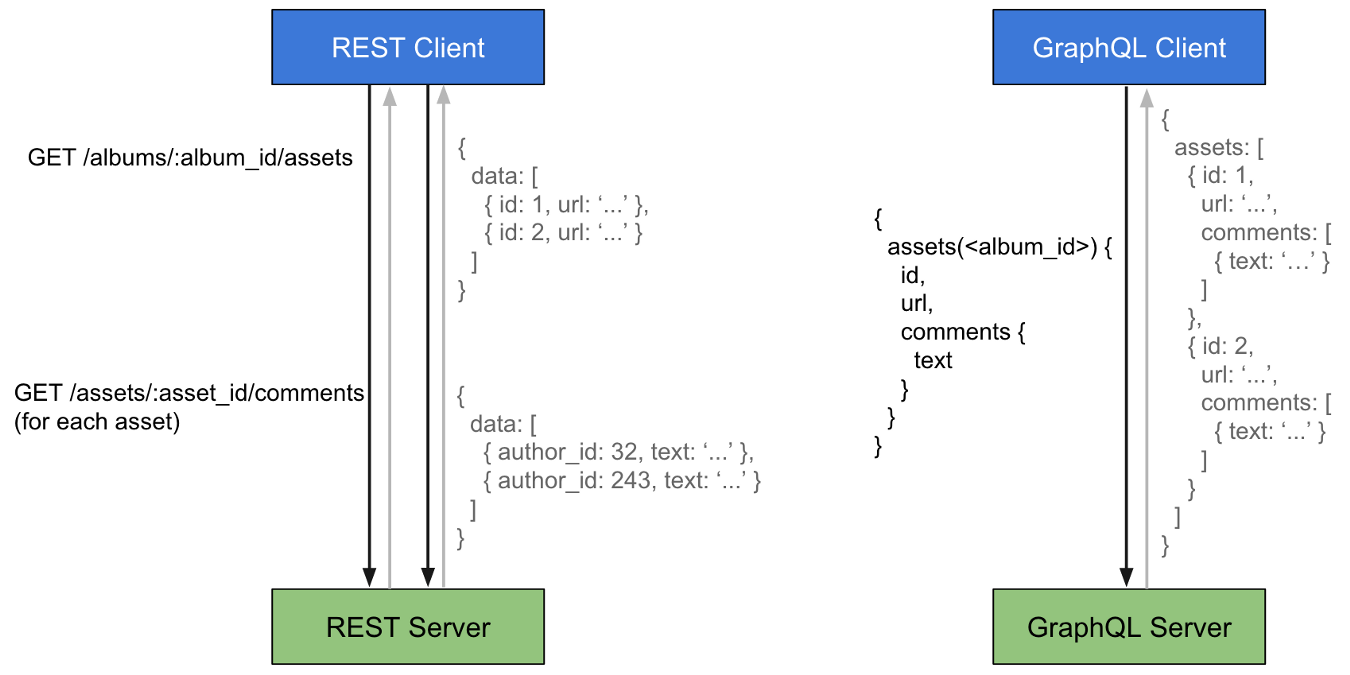 REST Client
GET /albums/:album_id/assets
{
data: [
{ id: 1, url: ‘...’ },
{ id: 2, url: ‘...’ }
]
}
GET /assets/:asset_id/comments
(for each asset)
{
data: [
{ author_id: 32, text: ‘...’ },
{ author_id: 243, text: ‘...’ }
]
}
REST Server
GraphQL Client
{
assets(<album_id>) {
id,
url,
comments {
text
}
}
}
{
assets: [
{ id: 1,
url: ‘...’,
comments: [
{ text: ‘…’ }
]
},
{ id: 2,
url: ‘...’,
comments: [
{ text: ‘...’ }
]
}
]
}
GraphQL Server